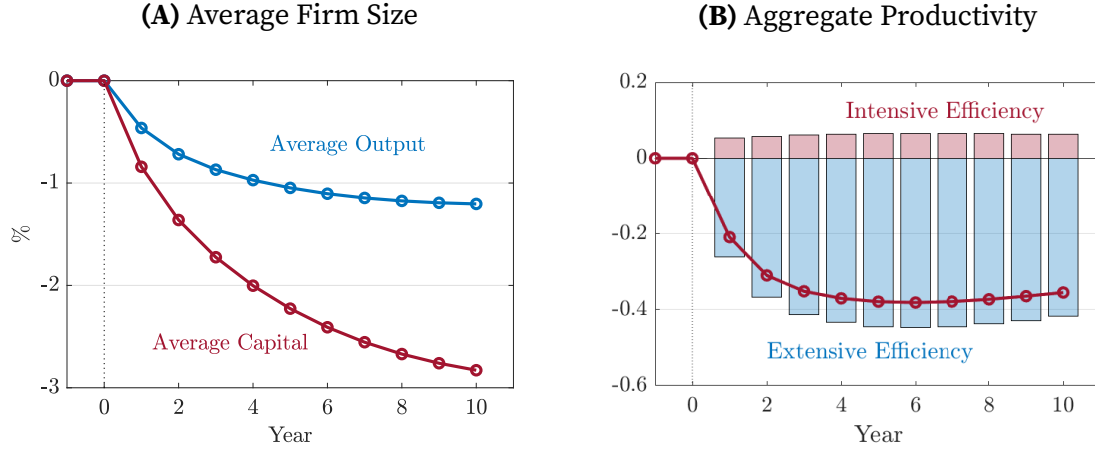 (A) Average Firm Size
0
-1
-2
-3
%
Average Output
Average Capital
0 2 4 6 8 10
Year
(B) Aggregate Productivity
0.2
0
-0.2
-0.4
-0.6
Intensive Efficiency
Extensive Efficiency
0 2 4 6 8 10
Year